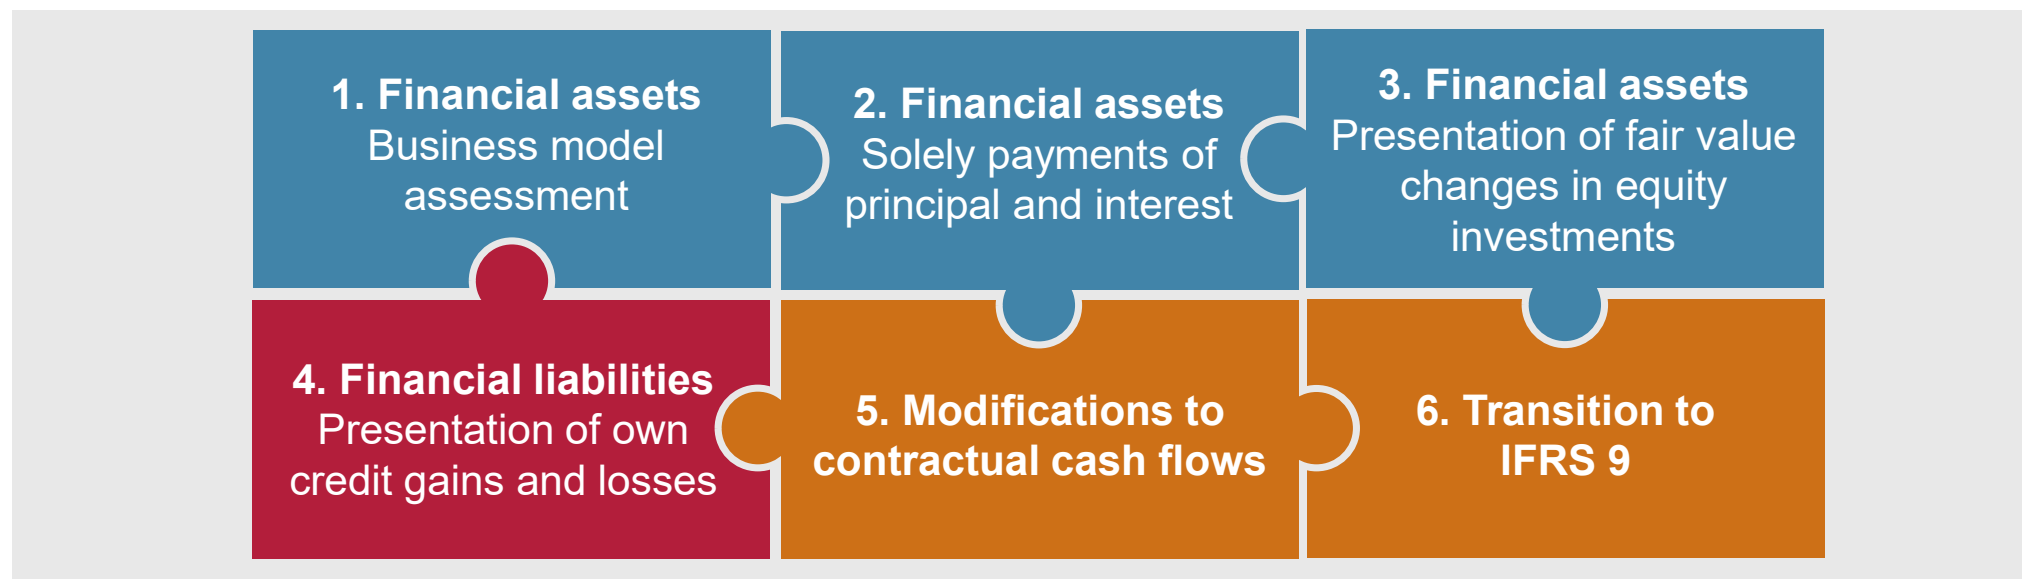 1. Financial assets
Business model
assessment
2. Financial assets
Solely payments of
principal and interest
3. Financial assets
Presentation of fair value
changes in equity
investments
4. Financial liabilities
Presentation of own
credit gains and losses
5. Modifications to
contractual cash flows
6. Transition to
IFRS 9